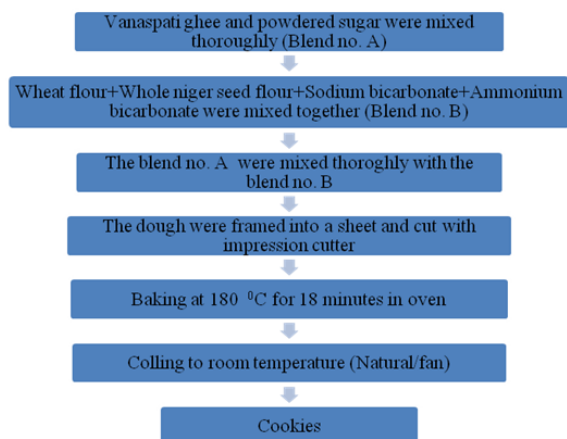 Vanaspati ghee and powdered sugar were mixed
thoroughly (Blend no. A)
Wheat flour+Whole niger seed flour+Sodium bicarbonate+Ammonium
bicarbonate were mixed together (Blend no. B)
The blend no. A were mixed thoroghly with the
blend no. B
The dough were framed into a sheet and cut with
impression cutter
Baking at 180 ⁰C for 18 minutes in oven
Colling to room temperature (Natural/fan)
Cookies